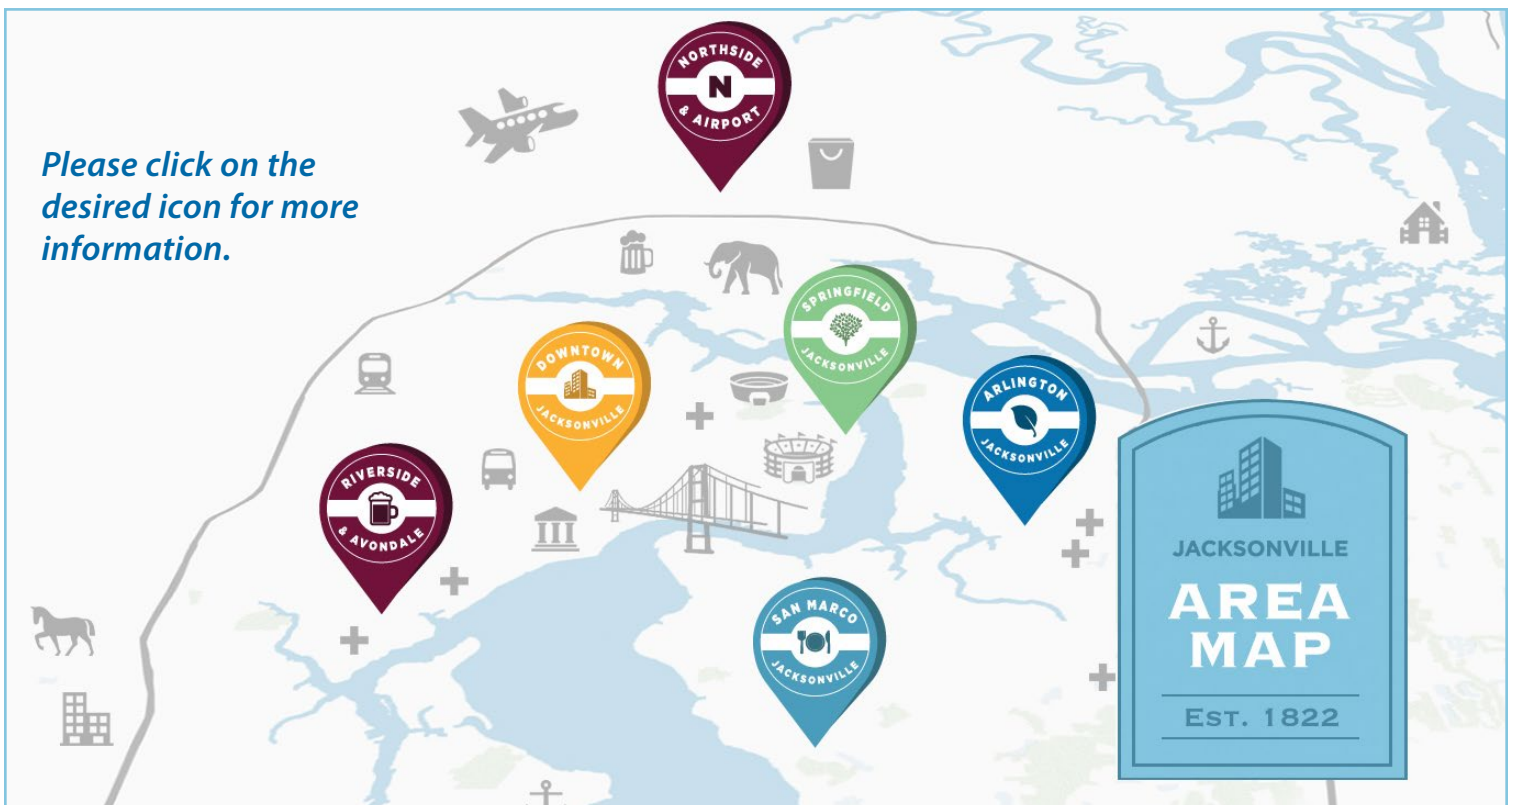 Please click on the
desired icon for more
information.
NORTHSIDE
N
& AIRPORT
SPRINGFIELD
JACKSONVILLE
DOWNTOWN
JACKSONVILLE
ARLINGTON
JACKSONVILLE
RIVERSIDE
& AVONDALE
SAN MARCO
JACKSONVILLE
JACKSONVILLE
AREA
MAP
EST. 1822